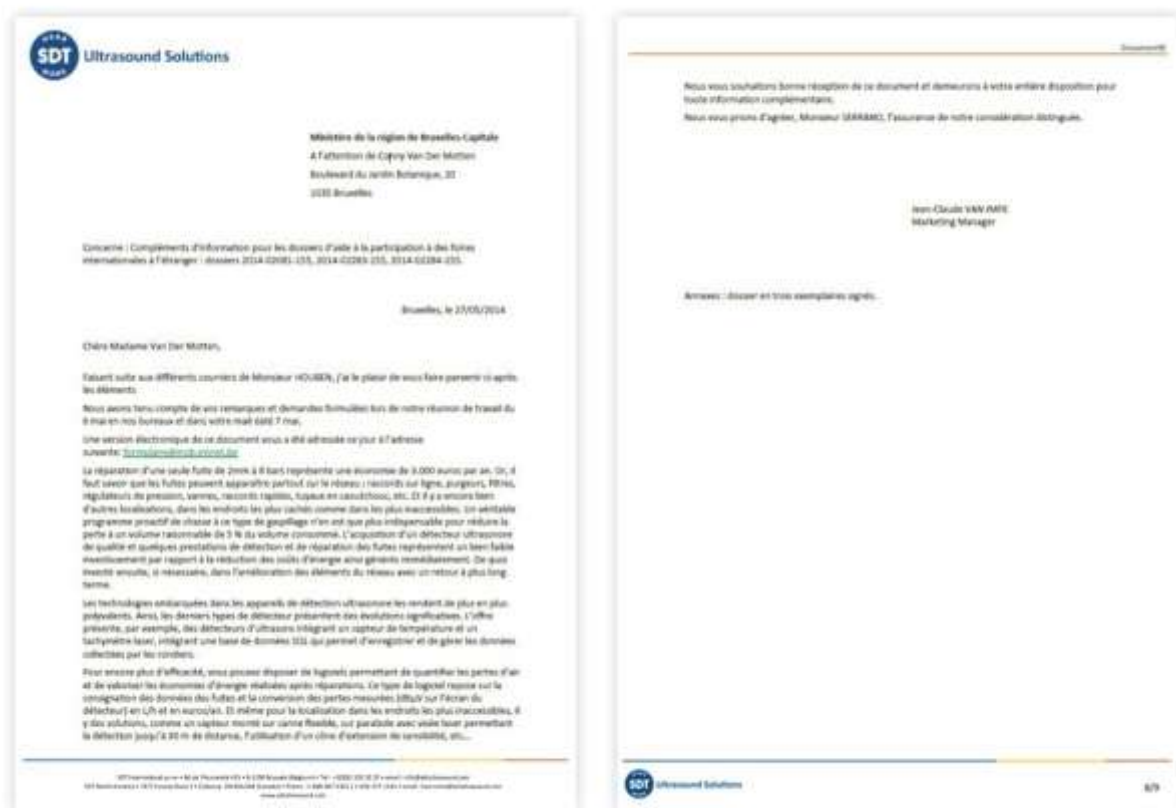 HEAR
SDT
MORE
Ultrasound Solutions
Ministère de la région de Bruxelles-Capitale
A l'attention de Conny Van Der Motten
Boulevard du Jardin Botanique, 20
1035 Bruxelles
Concerne : Compléments d'information pour les dossiers d'aide à la participation à des foires
internationales à l'étranger : dossiers
Bruxelles, le 27/05/2014
Chère Madame Van Der Motten,
Faisant suite aux différents courriers de Monsieur HOUBEN, j'ai le plaisir de vous faire parvenir ci-après
les éléments
Nous avons tenu compte de vos remarques et demandes formulées lors de notre réunion de travail du
6 mai en nos bureaux et dans votre mail daté 7 mai.
Une version électronique de ce document vous a été adressée ce jour à l'adresse
suivante:
La réparation d'une seule fuite de 2mm à 8 bars représente une économie de 3.000 euros par an. Or, il
faut savoir que les fuites peuvent apparaître partout sur le réseau : raccords sur ligne, purgeurs, filtres,
régulateurs de pression, vannes, raccords rapides, tuyaux en caoutchouc, etc. Et il y a encore bien
d'autres localisations, dans les endroits les plus cachés comme dans les plus inaccessibles. Un véritable
programme proactif de chasse à ce type de gaspillage n'en est que plus indispensable pour réduire la
perte à un volume raisonnable de 5 % du volume consommé. L'acquisition d'un détecteur ultrasonore
de qualité et quelques prestations de détection et de réparation des fuites représentent un bien faible
investissement par rapport à la réduction des coûts d'énergie ainsi générés immédiatement. De quoi
investir ensuite, si nécessaire, dans l'amélioration des éléments du réseau avec un retour à plus long
terme.
Les technologies embarquées dans les appareils de détection ultrasonore les rendent de plus en plus
polyvalents. Ainsi, les derniers types de détecteur présentent des évolutions significatives. L'offre
présente, par exemple, des détecteurs d'ultrasons intégrant un capteur de température et un
tachymètre laser, intégrant une base de données SQL qui permet d'enregistrer et de gérer les données
collectées par les rondiers.
Pour encore plus d'efficacité, vous pouvez disposer de logiciels permettant de quantifier les pertes d'air
et de valoriser les économies d'énergie réalisées après réparations. Ce type de logiciel repose sur la
consignation des données des fuites et la conversion des pertes mesurées (dBµV sur l'écran du
détecteur) en L/h et en euros/an. Et même pour la localisation dans les endroits les plus inaccessibles, il
y des solutions, comme un capteur monté sur canne flexible, sur parabole avec visée laser permettant
la détection jusqu'à 30 m de distance, l'utilisation d'un cône d'extension de sensibilité, etc...
Nous vous souhaitons bonne réception de ce document et demeurons à votre entière disposition pour
toute information complémentaire.
Nous vous prions d'agréer, Monsieur SERRANO, l'assurance de notre considération distinguée.
Jean-Claude VAN IMPE
Marketing Manager
Annexes : dossier en trois exemplaires signés.
SDT
Ultrasound Solutions
8/9